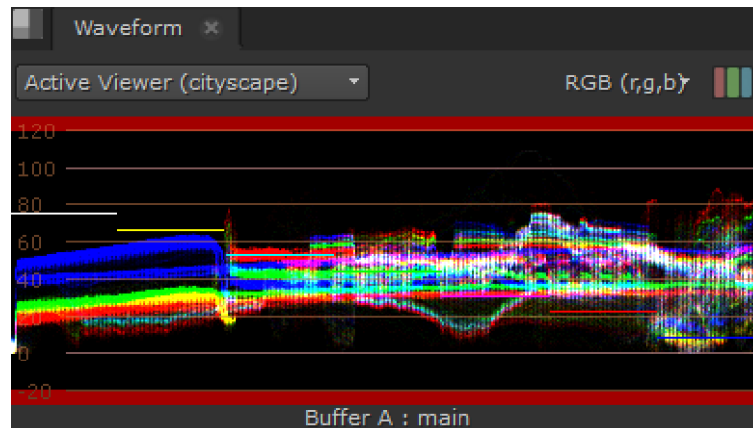 Waveform
Active Viewer (cityscape)
RGB (r,g,b)
120
100
80
60
40
20
0
-20
Buffer A : main